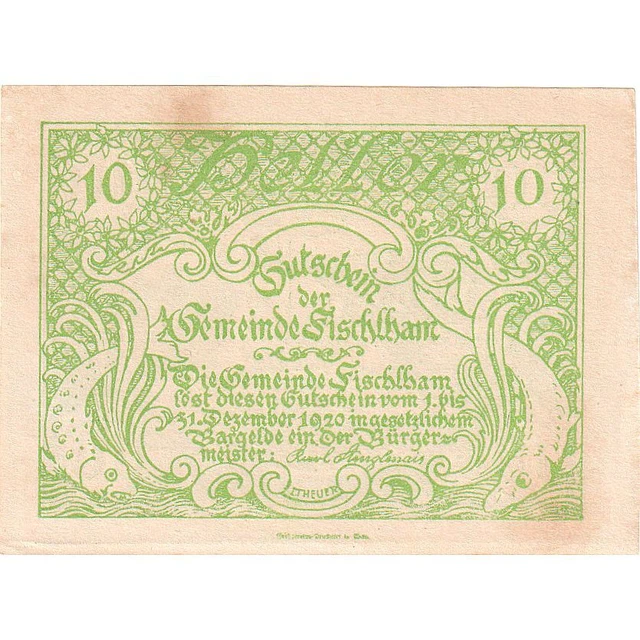 10 Heller 10
Gutschein
der
Gemeinde Fischlham
Die Gemeinde Fischlham
löst diesen Gutschein vom 1. bis
31. Dezember 1920 in gesetzlichem
Bargelde ein. Der Bürger-
meister: Karl